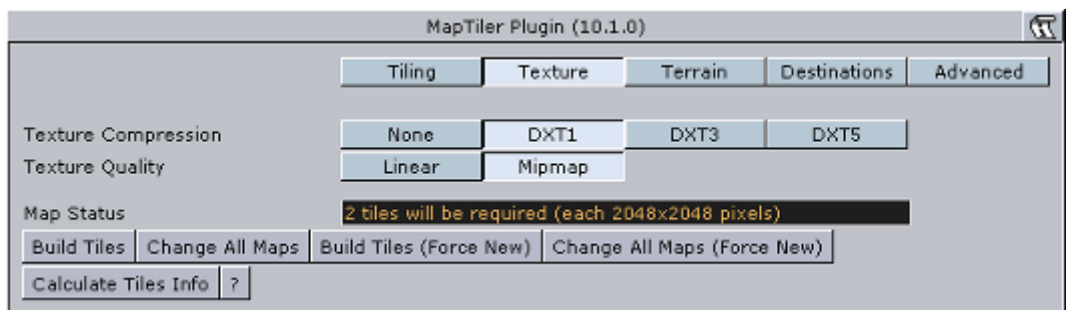 MapTiler Plugin (10.1.0)
Tiling Texture Terrain Destinations Advanced
Texture Compression None DXT1 DXT3 DXT5
Texture Quality Linear Mipmap
Map Status 2 tiles will be required (each 2048x2048 pixels)
Build Tiles Change All Maps Build Tiles (Force New) Change All Maps (Force New)
Calculate Tiles Info ?